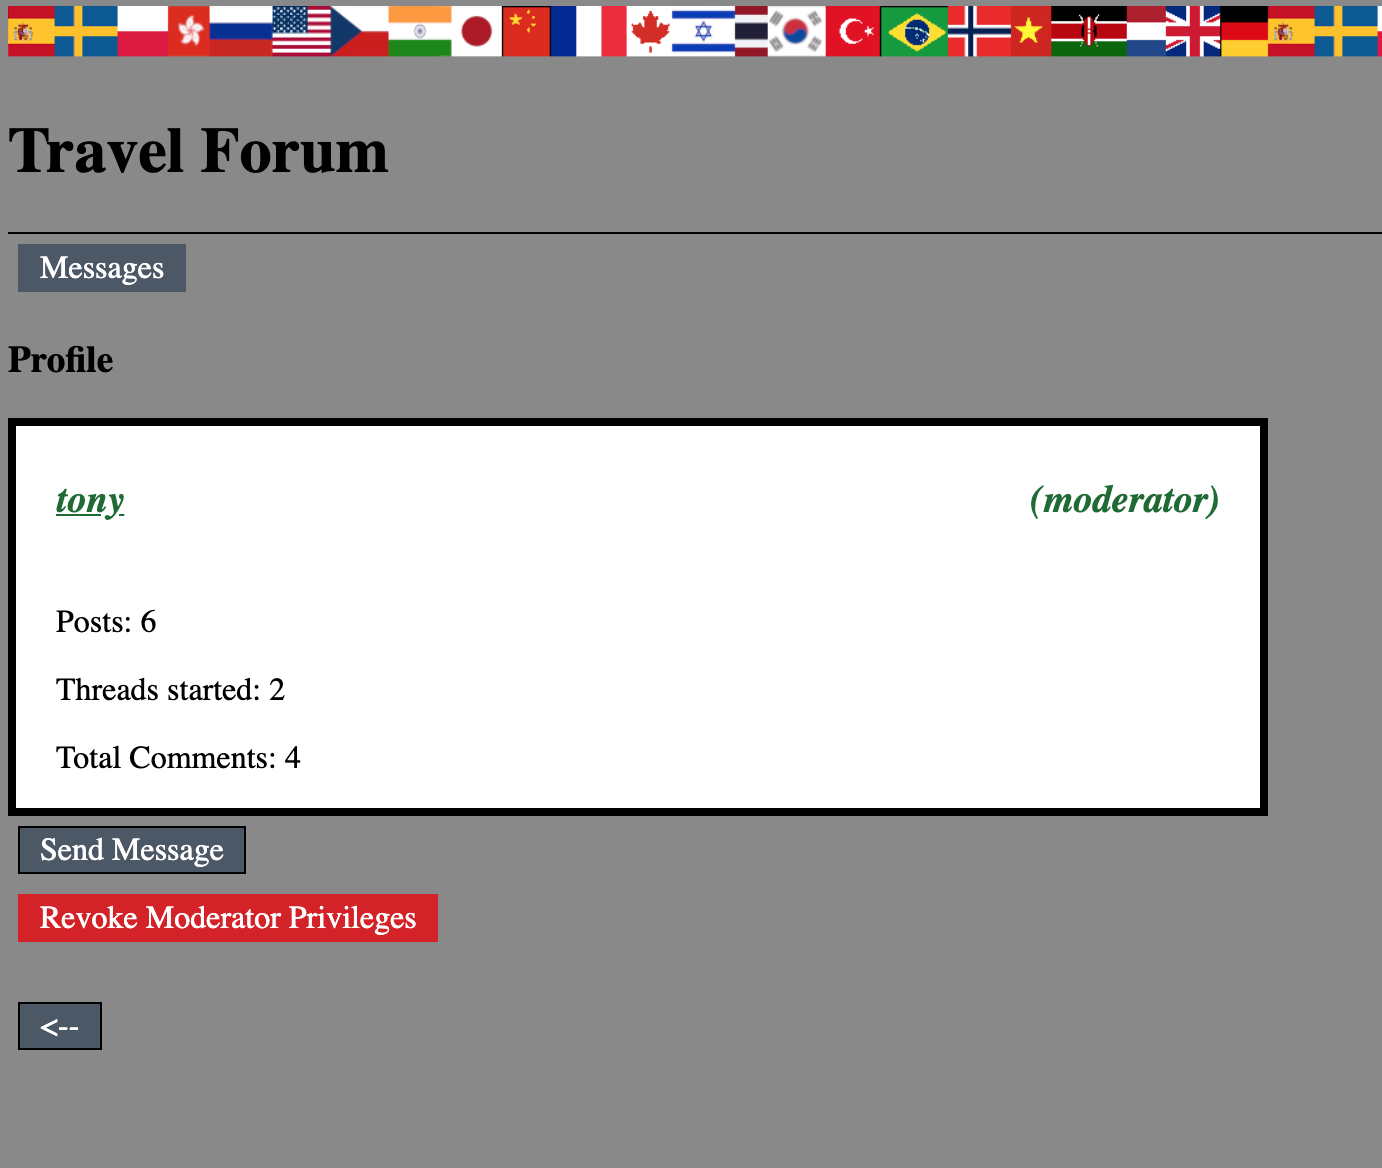 Travel Forum
Messages
Profile
tony (moderator)
Posts: 6
Threads started: 2
Total Comments: 4
Send Message
Revoke Moderator Privileges
<--